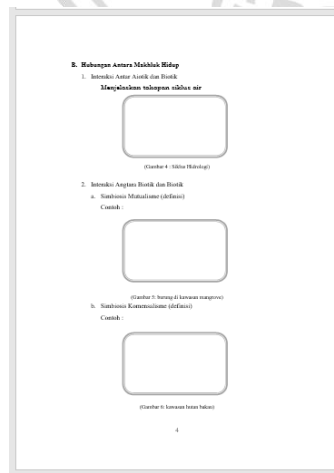 B. Hubungan Antara Makhluk Hidup
1. Interaksi Antar Aiotik dan Biotik
Menjelaskan tahapan siklus air
(Gambar 4 : Siklus Hidrologi)
2. Interaksi Angtara Biotik dan Biotik
a. Simbiosis Mutualisme (definisi)
Contoh :
(Gambar 5: burung di kawasan mangrove)
b. Simbiosis Komensalisme (definisi)
Contoh :
(Gambar 6: kawasan hutan bakau)
4